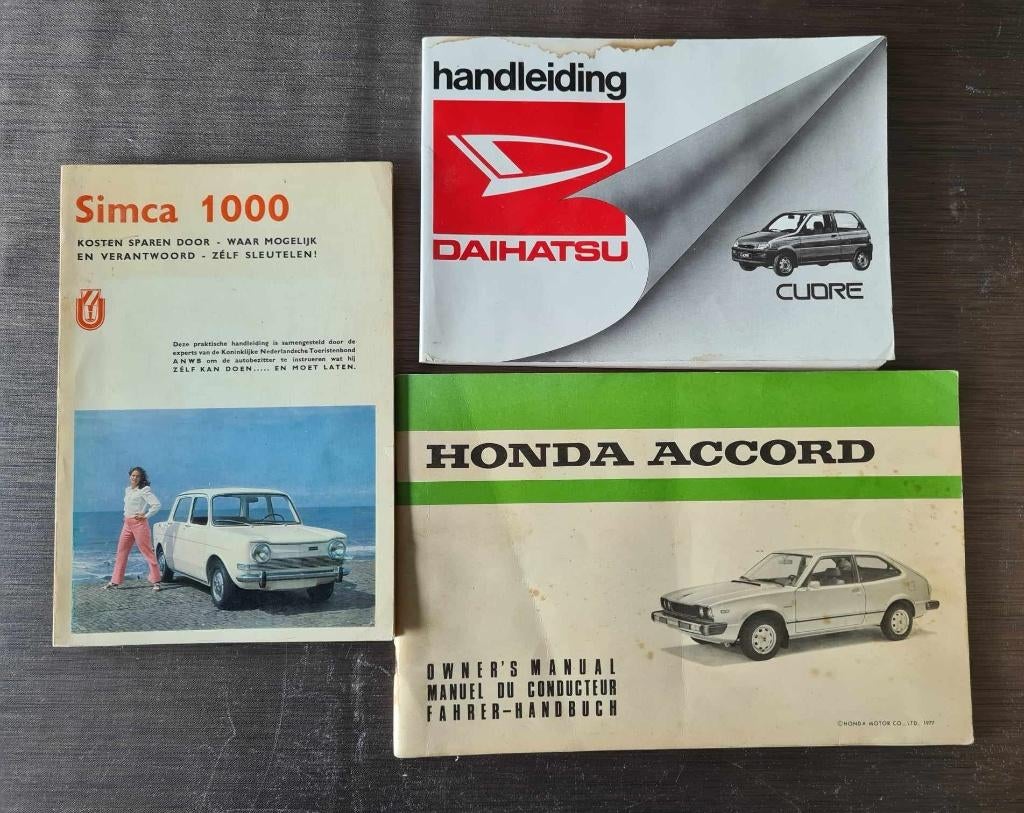 Simca 1000
KOSTEN SPAREN DOOR - WAAR MOGELIJK
EN VERANTWOORD - ZÉLF SLEUTELEN!
Deze praktische handleiding is samengesteld door de
experts van de Koninklijke Nederlandsche Toeristenbond
ANWB om de autobezitter te instrueren wat hij
ZÉLF KAN DOEN..... EN MOET LATEN.
handleiding
DAIHATSU
CUORE
HONDA ACCORD
OWNER'S MANUAL
MANUEL DU CONDUCTEUR
FAHRER-HANDBUCH
©HONDA MOTOR CO., LTD. 1977